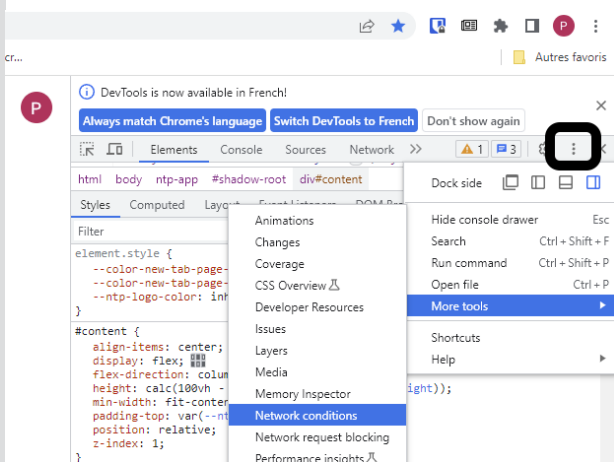 P
cr...
Autres favoris
P
DevTools is now available in French!
Always match Chrome's language
Switch DevTools to French
Don't show again
Elements
Console
Sources
Network
1
3
html body ntp-app #shadow-root div#content
Dock side
Styles
Computed
Filter
Hide console drawer Esc
Search Ctrl + Shift + F
Run command Ctrl + Shift + P
Open file Ctrl + P
More tools
Shortcuts
Help
Animations
Changes
Coverage
CSS Overview
Developer Resources
Issues
Layers
Media
Memory Inspector
Network conditions
Network request blocking
Performance insights
element.style {
--color-new-tab-page-
--color-new-tab-page-
--ntp-logo-color: inh
}
#content {
align-items: center;
display: flex;
flex-direction: colum
height: calc(100vh - ight));
min-width: fit-conten
padding-top: var(--nt
position: relative;
z-index: 1;
}